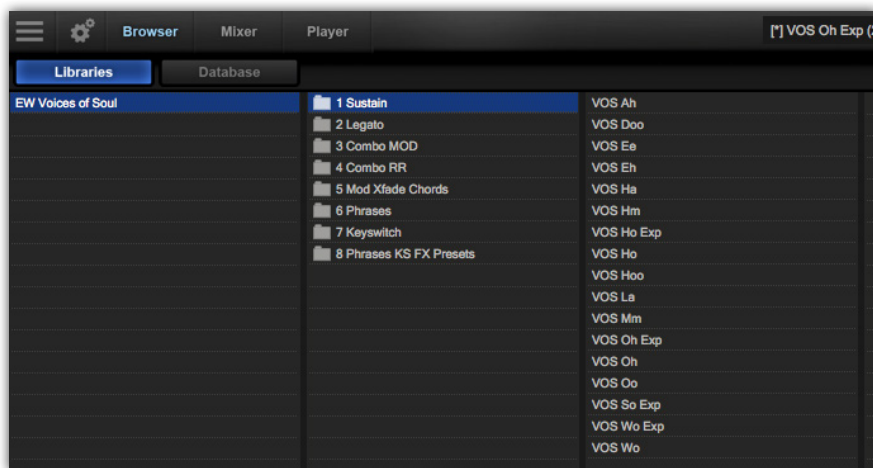 Browser Mixer Player [*] VOS Oh Exp (
Libraries Database
EW Voices of Soul
1 Sustain
2 Legato
3 Combo MOD
4 Combo RR
5 Mod Xfade Chords
6 Phrases
7 Keyswitch
8 Phrases KS FX Presets
VOS Ah
VOS Doo
VOS Ee
VOS Eh
VOS Ha
VOS Hm
VOS Ho Exp
VOS Ho
VOS Hoo
VOS La
VOS Mm
VOS Oh Exp
VOS Oh
VOS Oo
VOS So Exp
VOS Wo Exp
VOS Wo